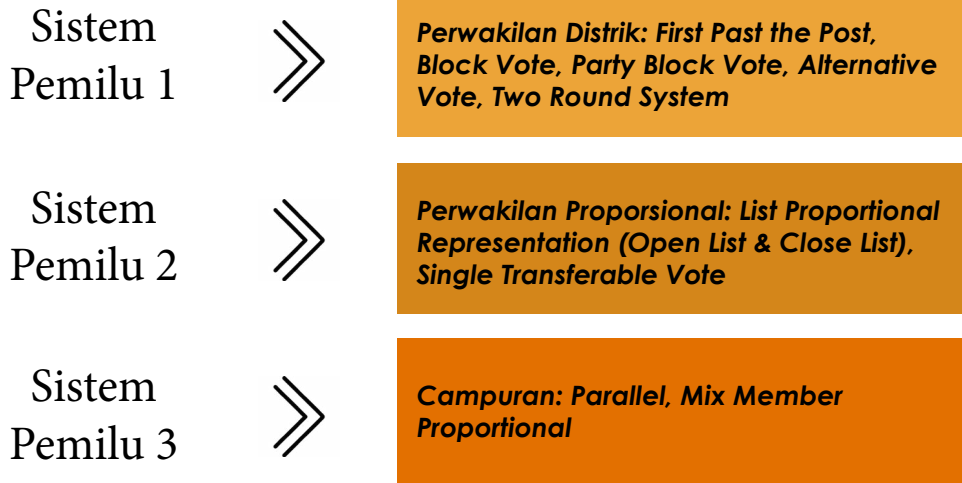 Sistem
Pemilu 1
Perwakilan Distrik: First Past the Post,
Block Vote, Party Block Vote, Alternative
Vote, Two Round System
Sistem
Pemilu 2
Perwakilan Proporsional: List Proportional
Representation (Open List & Close List),
Single Transferable Vote
Sistem
Pemilu 3
Campuran: Parallel, Mix Member
Proportional